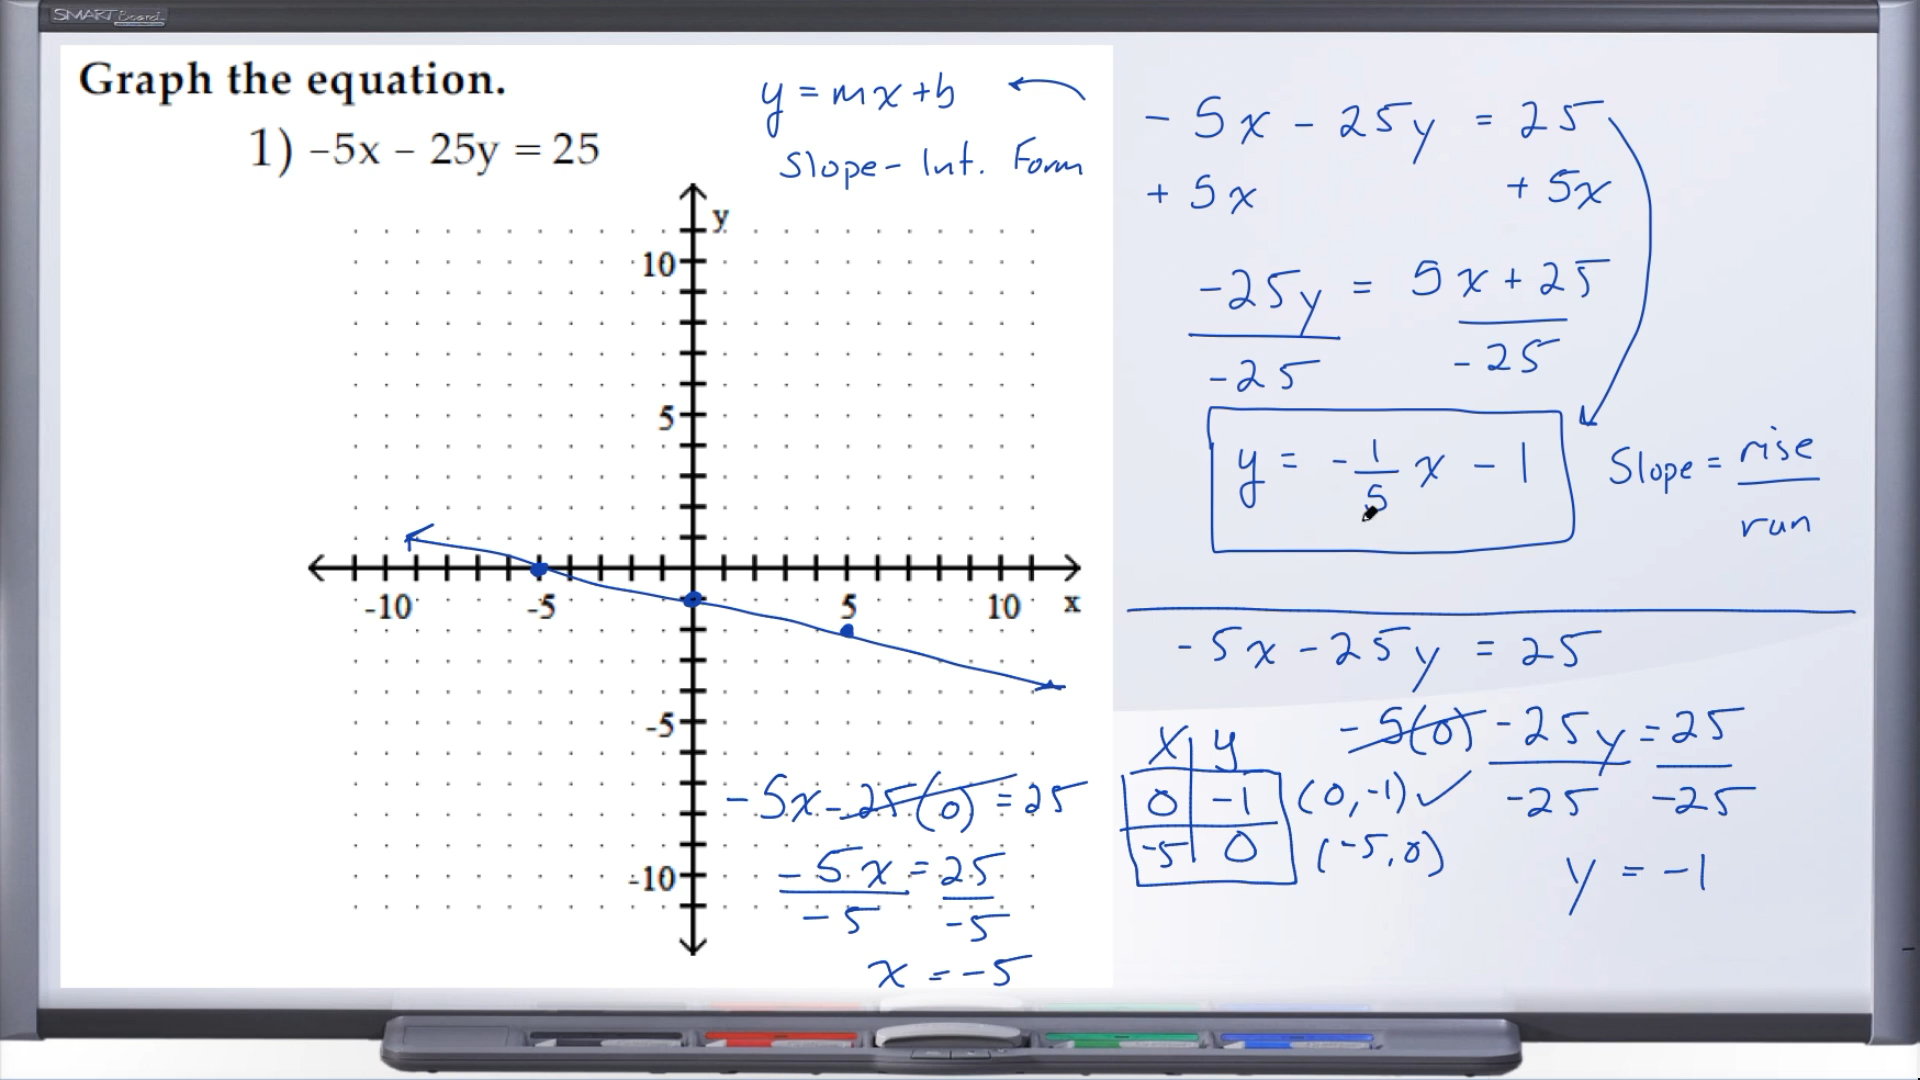 SMART Board
Graph the equation.
1) -5x - 25y = 25
y = mx + b
Slope - Int. Form
y
10
5
-10 -5 5 10 x
-5
-10
-5x - 25(0) = 25
-5x = 25
-5 -5
x = -5
-5x - 25y = 25
+ 5x + 5x
-25y = 5x + 25
-25 -25
y = -1/5 x - 1
Slope = rise
run
-5x - 25y = 25
x y
0 -1 (0, -1) ✓
-5 0 (-5, 0)
-5(0) - 25y = 25
-25 -25
y = -1